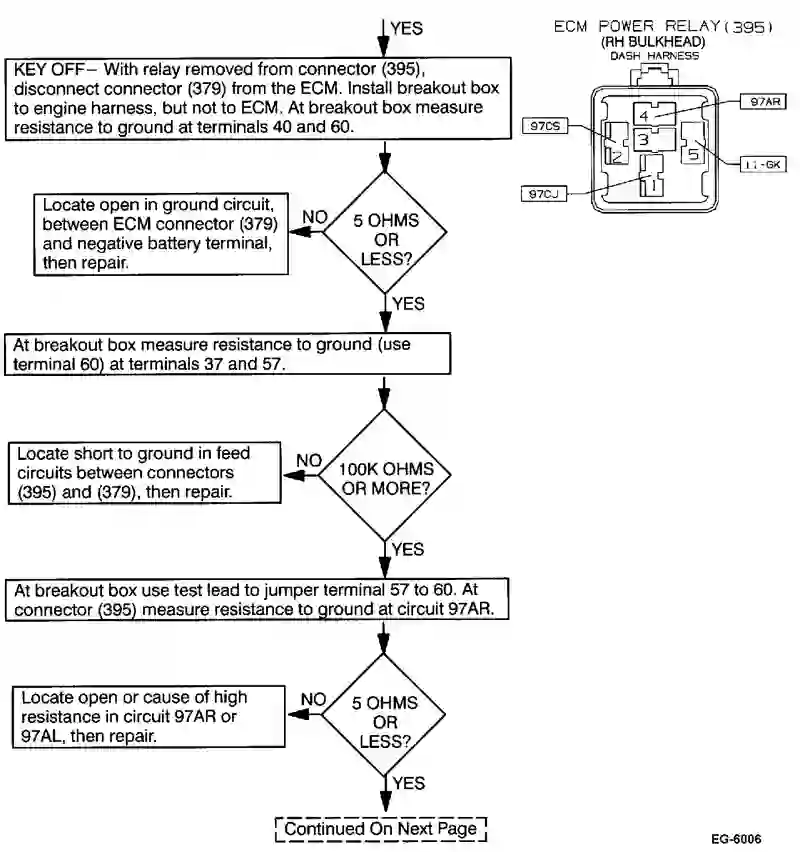 YES
ECM POWER RELAY (395)
(RH BULKHEAD)
DASH HARNESS
KEY OFF– With relay removed from connector (395),
disconnect connector (379) from the ECM. Install breakout box
to engine harness, but not to ECM. At breakout box measure
resistance to ground at terminals 40 and 60.
97AR
97CS
4
3
2
5
1
11-GK
97CJ
Locate open in ground circuit,
between ECM connector (379)
and negative battery terminal,
then repair.
NO
5 OHMS
OR
LESS?
YES
At breakout box measure resistance to ground (use
terminal 60) at terminals 37 and 57.
Locate short to ground in feed
circuits between connectors
(395) and (379), then repair.
NO
100K OHMS
OR MORE?
YES
At breakout box use test lead to jumper terminal 57 to 60. At
connector (395) measure resistance to ground at circuit 97AR.
Locate open or cause of high
resistance in circuit 97AR or
97AL, then repair.
NO
5 OHMS
OR
LESS?
YES
Continued On Next Page
EG-6006